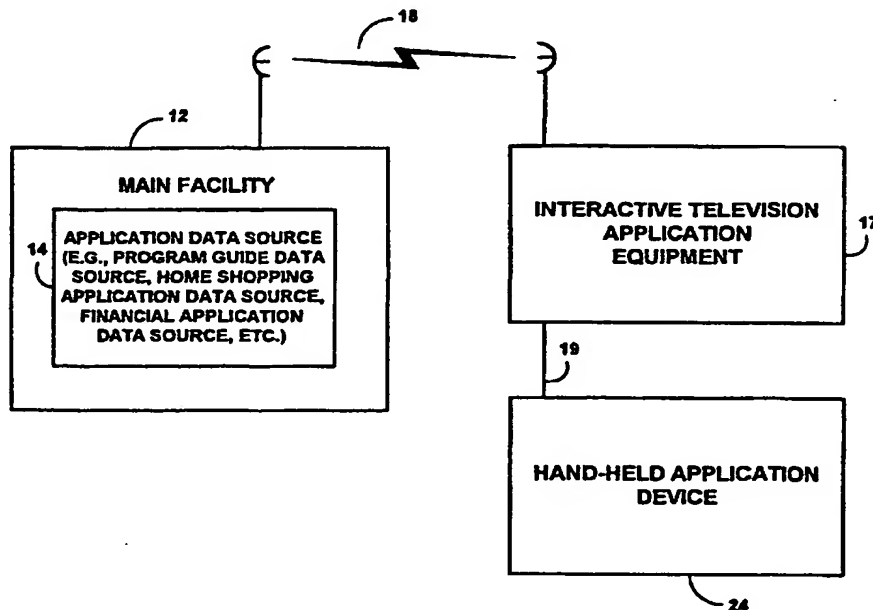 18
12
MAIN FACILITY
14
APPLICATION DATA SOURCE
(E.G., PROGRAM GUIDE DATA
SOURCE, HOME SHOPPING
APPLICATION DATA SOURCE,
FINANCIAL APPLICATION
DATA SOURCE, ETC.)
INTERACTIVE TELEVISION
APPLICATION
EQUIPMENT
17
19
HAND-HELD APPLICATION
DEVICE
24